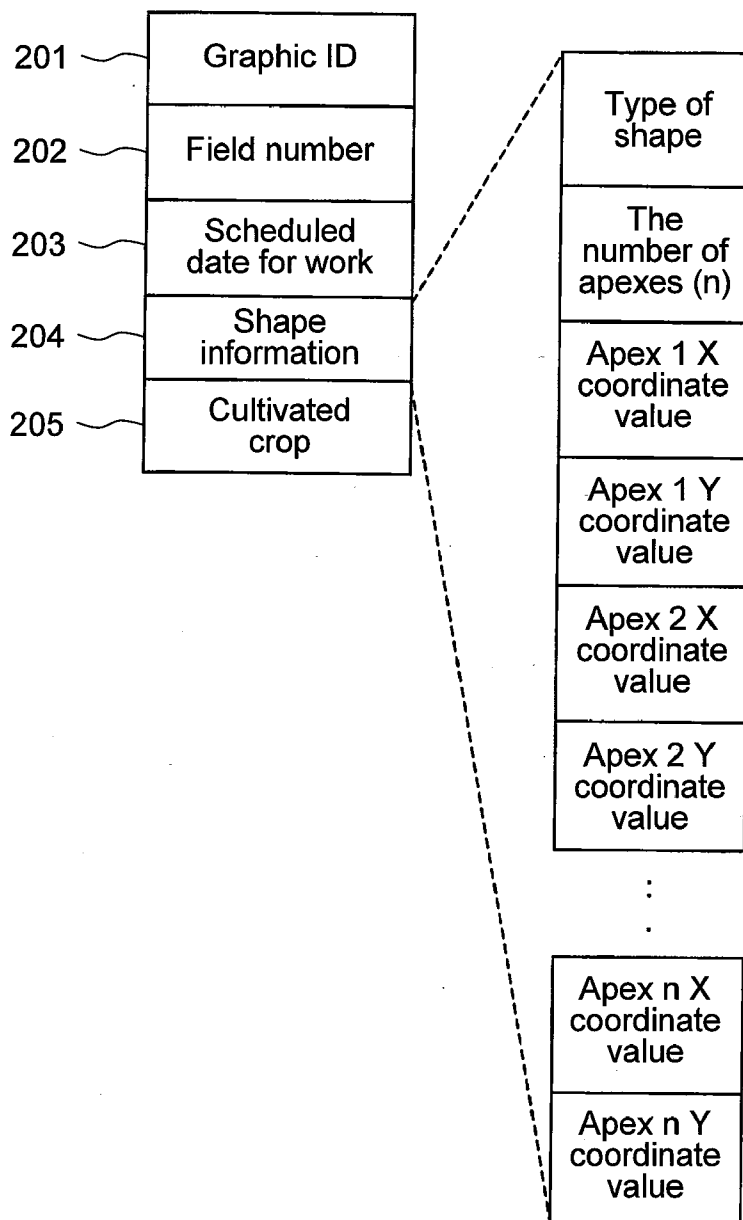 201
Graphic ID
202
Field number
203
Scheduled
date for work
204
Shape
information
205
Cultivated
crop
Type of
shape
The
number of
apexes (n)
Apex 1 X
coordinate
value
Apex 1 Y
coordinate
value
Apex 2 X
coordinate
value
Apex 2 Y
coordinate
value
Apex n X
coordinate
value
Apex n Y
coordinate
value